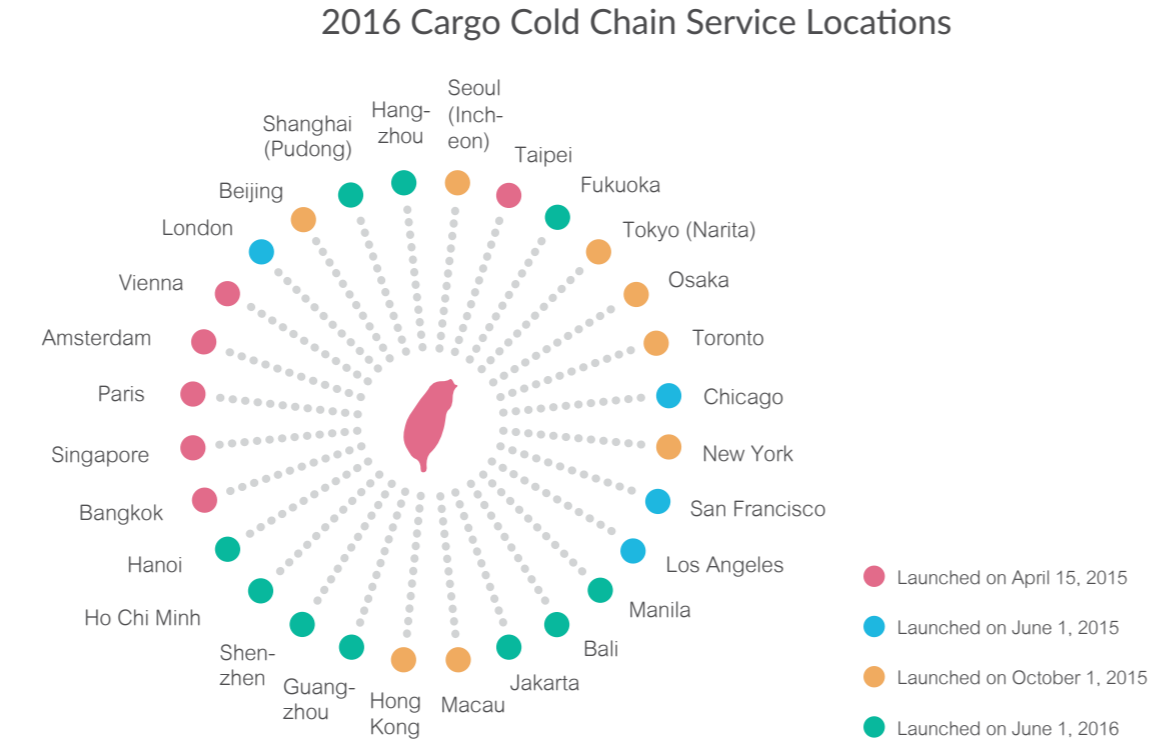 2016 Cargo Cold Chain Service Locations
Seoul
(Inch-
eon)
Taipei
Fukuoka
Tokyo (Narita)
Osaka
Toronto
Chicago
New York
San Francisco
Los Angeles
Manila
Bali
Jakarta
Macau
Hong
Kong
Guang-
zhou
Shen-
zhen
Ho Chi Minh
Hanoi
Bangkok
Singapore
Paris
Amsterdam
Vienna
London
Beijing
Shanghai
(Pudong)
Hang-
zhou
Launched on April 15, 2015
Launched on June 1, 2015
Launched on October 1, 2015
Launched on June 1, 2016